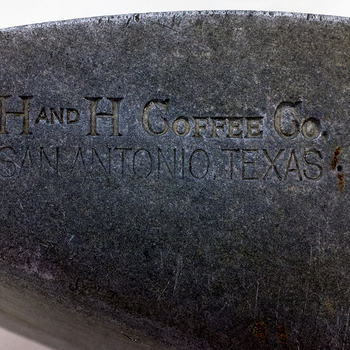 H AND H COFFEE CO.
SAN ANTONIO, TEXAS